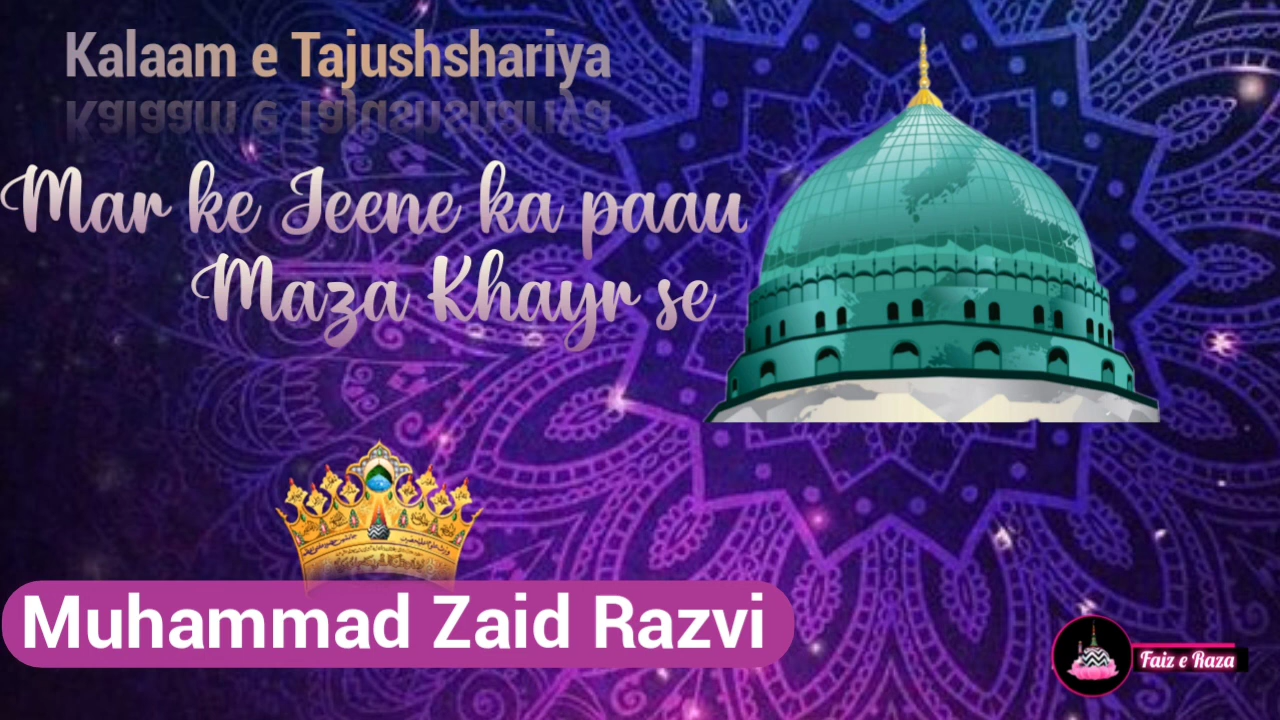 Kalaam e Tajushshariya
Mar ke Jeene ka paau
Maza Khayr se
Muhammad Zaid Razvi
Faiz e Raza